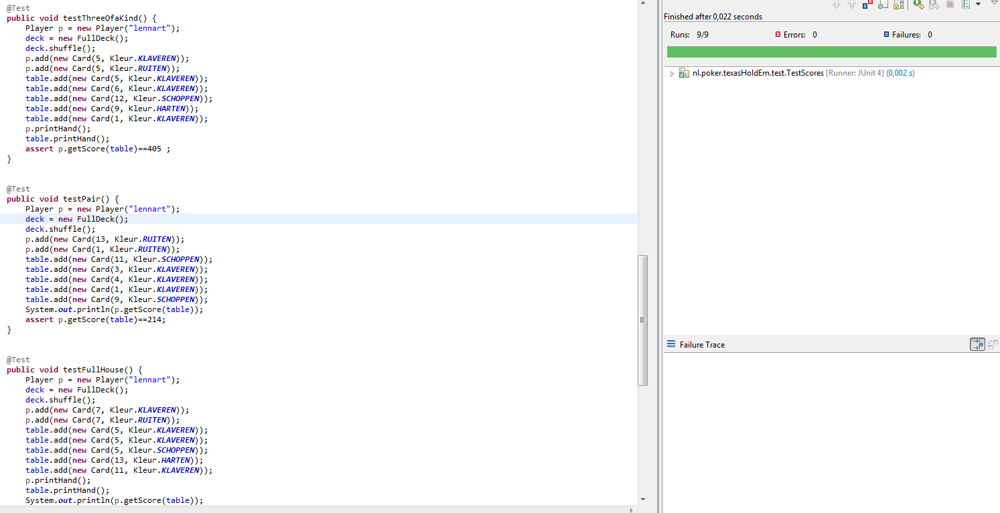 @Test
public void testThreeOfaKind() {
    Player p = new Player("lennart");
    deck = new FullDeck();
    deck.shuffle();
    p.add(new Card(5, Kleur.KLAVEREN));
    p.add(new Card(5, Kleur.RUITEN));
    table.add(new Card(5, Kleur.KLAVEREN));
    table.add(new Card(6, Kleur.KLAVEREN));
    table.add(new Card(12, Kleur.SCHOPPEN));
    table.add(new Card(9, Kleur.HARTEN));
    table.add(new Card(1, Kleur.KLAVEREN));
    p.printHand();
    table.printHand();
    assert p.getScore(table)==405 ;
}
@Test
public void testPair() {
    Player p = new Player("lennart");
    deck = new FullDeck();
    deck.shuffle();
    p.add(new Card(13, Kleur.RUITEN));
    p.add(new Card(1, Kleur.RUITEN));
    table.add(new Card(11, Kleur.SCHOPPEN));
    table.add(new Card(3, Kleur.KLAVEREN));
    table.add(new Card(4, Kleur.KLAVEREN));
    table.add(new Card(1, Kleur.KLAVEREN));
    table.add(new Card(9, Kleur.SCHOPPEN));
    System.out.println(p.getScore(table));
    assert p.getScore(table)==214;
}
@Test
public void testFullHouse() {
    Player p = new Player("lennart");
    deck = new FullDeck();
    deck.shuffle();
    p.add(new Card(7, Kleur.KLAVEREN));
    p.add(new Card(7, Kleur.RUITEN));
    table.add(new Card(5, Kleur.KLAVEREN));
    table.add(new Card(5, Kleur.KLAVEREN));
    table.add(new Card(5, Kleur.SCHOPPEN));
    table.add(new Card(13, Kleur.HARTEN));
    table.add(new Card(11, Kleur.KLAVEREN));
    p.printHand();
    table.printHand();
    System.out.println(p.getScore(table));
Finished after 0,022 seconds
Runs: 9/9 Errors: 0 Failures: 0
nl.poker.texasHoldEm.test.TestScores [Runner: JUnit 4] (0,002 s)
Failure Trace